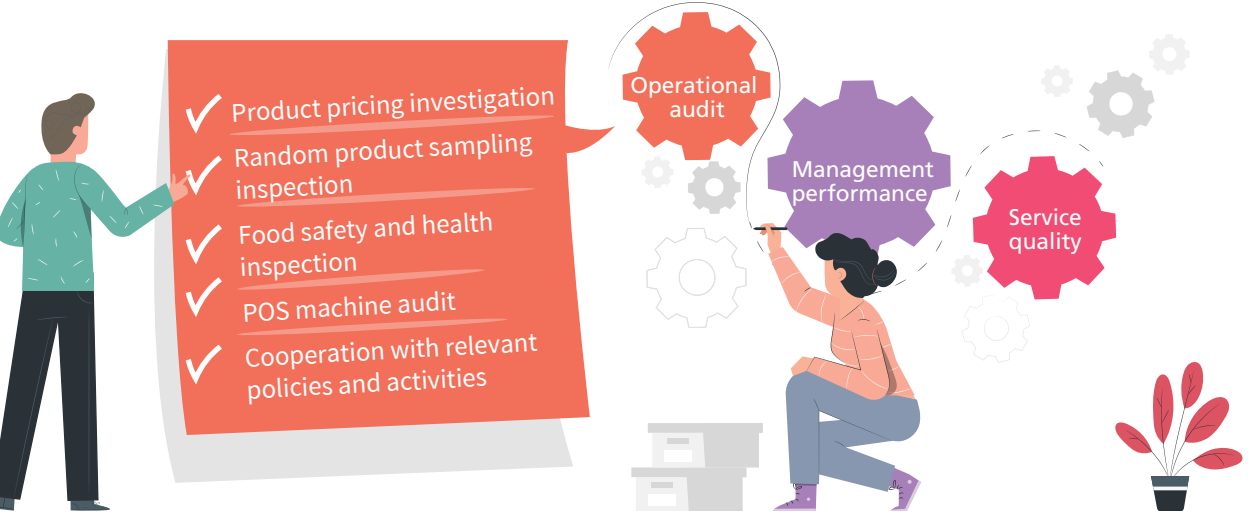 Product pricing investigation
Random product sampling
inspection
Food safety and health
inspection
POS machine audit
Cooperation with relevant
policies and activities
Operational
audit
Management
performance
Service
quality